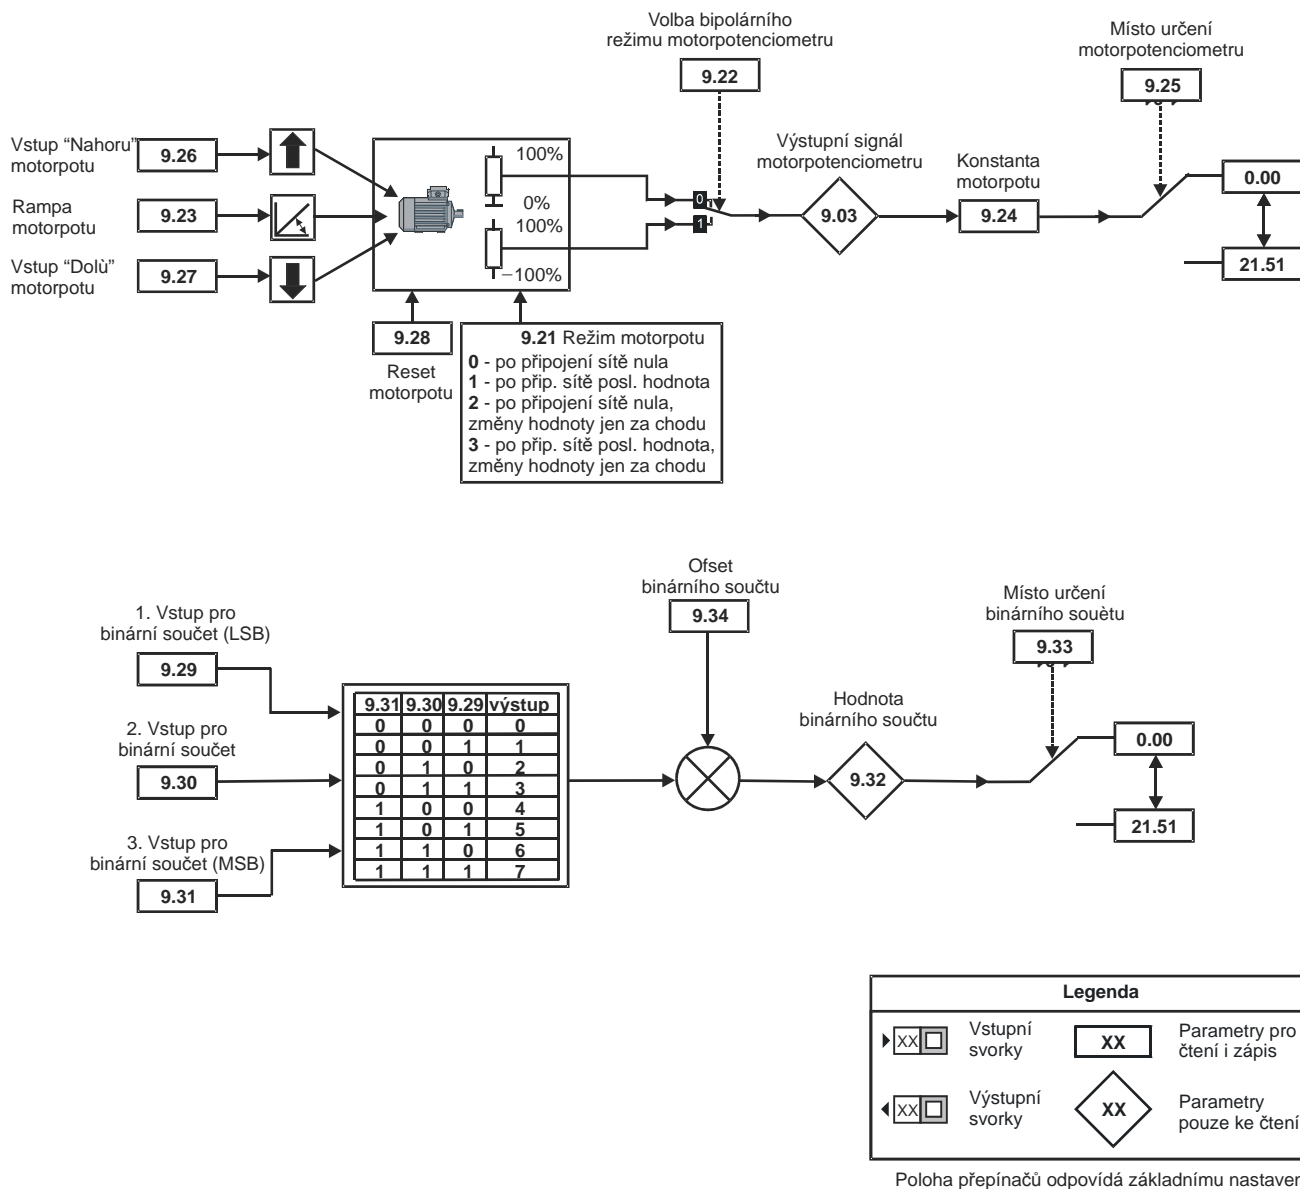 Volba bipolárního
režimu motorpotenciometru
9.22
Místo určení
motorpotenciometru
9.25
Vstup “Nahoru”
motorpotu
9.26
Rampa
motorpotu
9.23
Vstup “Dolù”
motorpotu
9.27
100%
0%
100%
−100%
0
1
Výstupní signál
motorpotenciometru
9.03
Konstanta
motorpotu
9.24
0.00
21.51
9.28
Reset
motorpotu
9.21 Režim motorpotu
0 - po připojení sítě nula
1 - po přip. sítě posl. hodnota
2 - po připojení sítě nula,
změny hodnoty jen za chodu
3 - po přip. sítě posl. hodnota,
změny hodnoty jen za chodu
Ofset
binárního součtu
9.34
Místo určení
binárního souètu
9.33
1. Vstup pro
binární součet (LSB)
9.29
2. Vstup pro
binární součet
9.30
3. Vstup pro
binární součet (MSB)
9.31
9.31 9.30 9.29 výstup
0 0 0 0
0 0 1 1
0 1 0 2
0 1 1 3
1 0 0 4
1 0 1 5
1 1 0 6
1 1 1 7
Hodnota
binárního součtu
9.32
0.00
21.51
Legenda
XX
Vstupní
svorky
XX
Parametry pro
čtení i zápis
XX
Výstupní
svorky
XX
Parametry
pouze ke čtení
Poloha přepínačů odpovídá základnímu